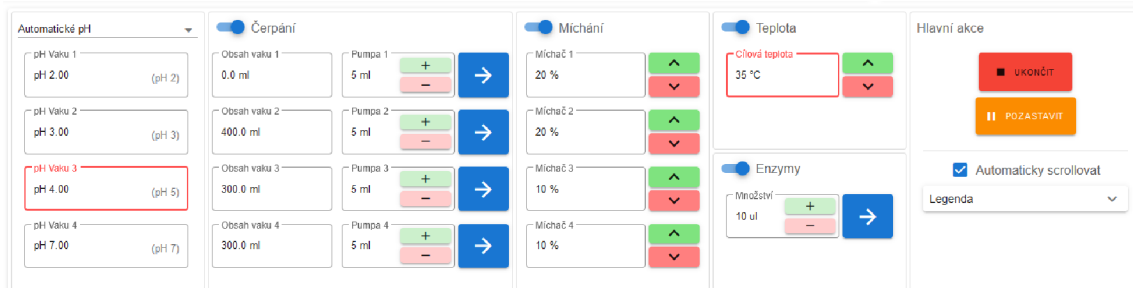 Automatické pH
pH Vaku 1
pH 2.00
(pH 2)
pH Vaku 2
pH 3.00
(pH 3)
pH Vaku 3
pH 4.00
(pH 5)
pH Vaku 4
pH 7.00
(pH 7)
Čerpání
Obsah vaku 1
0.0 ml
Pumpa 1
5 ml
+
−
Obsah vaku 2
400.0 ml
Pumpa 2
5 ml
+
−
Obsah vaku 3
300.0 ml
Pumpa 3
5 ml
+
−
Obsah vaku 4
300.0 ml
Pumpa 4
5 ml
+
−
Míchání
Míchač 1
20 %
Míchač 2
20 %
Míchač 3
10 %
Míchač 4
10 %
Teplota
Cílová teplota
35 °C
Enzymy
Množství
10 ul
+
−
Hlavní akce
UKONČIT
POZASTAVIT
Automaticky scrollovat
Legenda